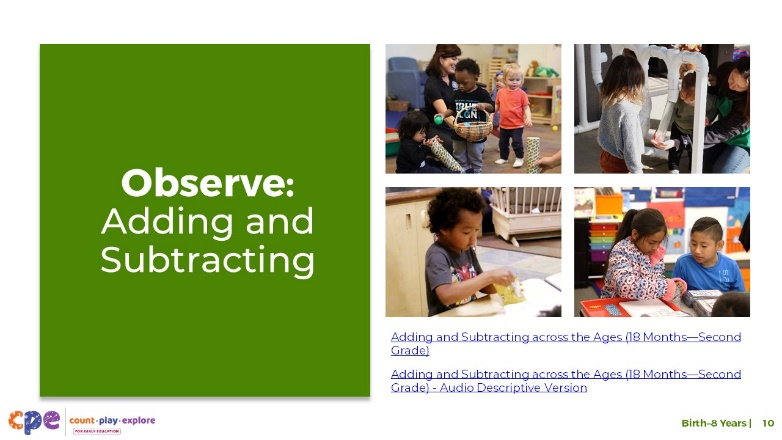 Observe:
Adding and
Subtracting
Adding and Subtracting across the Ages (18 Months—Second
Grade)
Adding and Subtracting across the Ages (18 Months—Second
Grade) - Audio Descriptive Version
cpe
count·play·explore
FOR EARLY EDUCATION
Birth–8 Years | 10